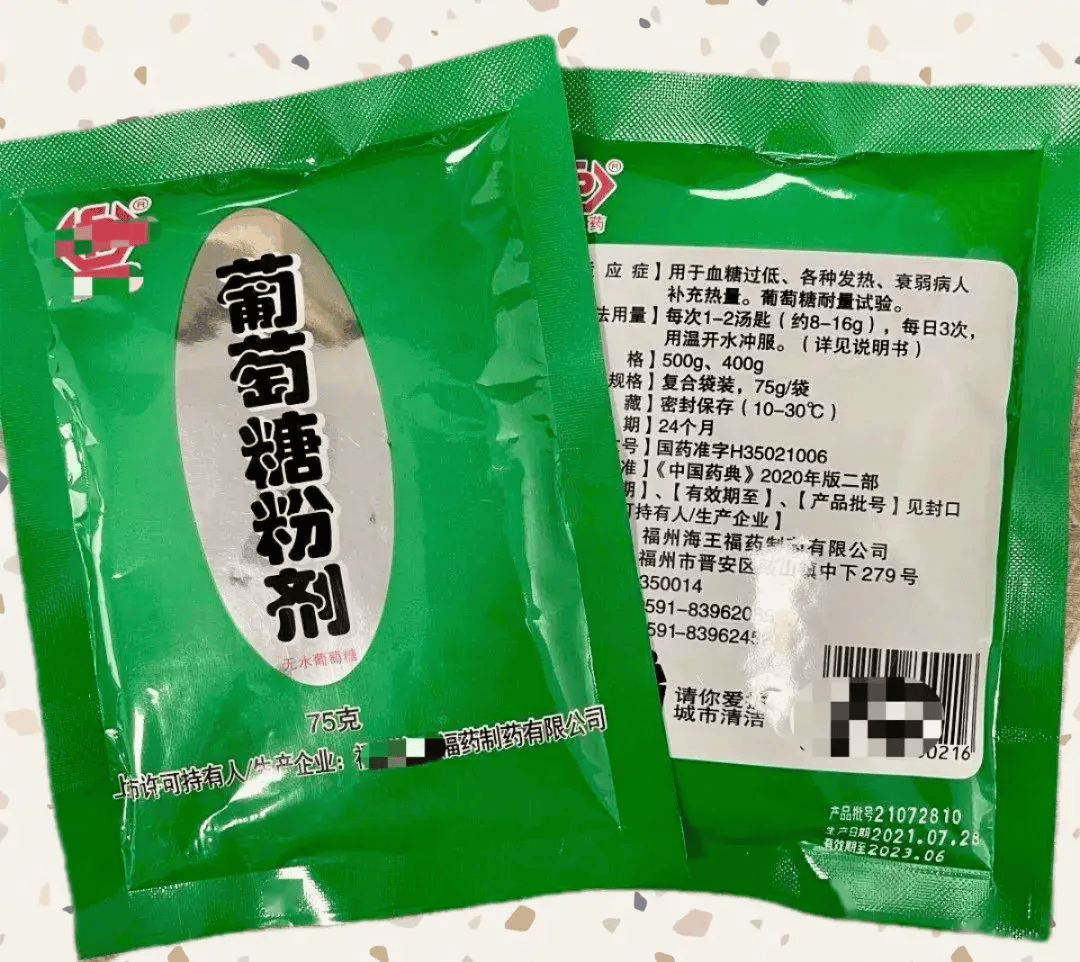 葡萄糖粉剂
无水葡萄糖
75克
上市许可持有人/生产企业：福药制药有限公司
药
应症】用于血糖过低、各种发热、衰弱病人
补充热量。葡萄糖耐量试验。
法用量】每次1-2汤匙（约8-16g），每日3次，
用温开水冲服。（详见说明书）
格】500g、400g
规格】复合袋装，75g/袋
藏】密封保存（10-30℃）
期】24个月
号】国药准字H35021006
准】《中国药典》2020年版二部
期】、【有效期至】、【产品批号】见封口
可持有人/生产企业】
福州海王福药制药有限公司
福州市晋安区鼓山镇中下279号
350014
591-839620
591-8396245
请你爱护
城市清洁
0216
产品批号21072810
生产日期2021.07.28
有效期至2023.06